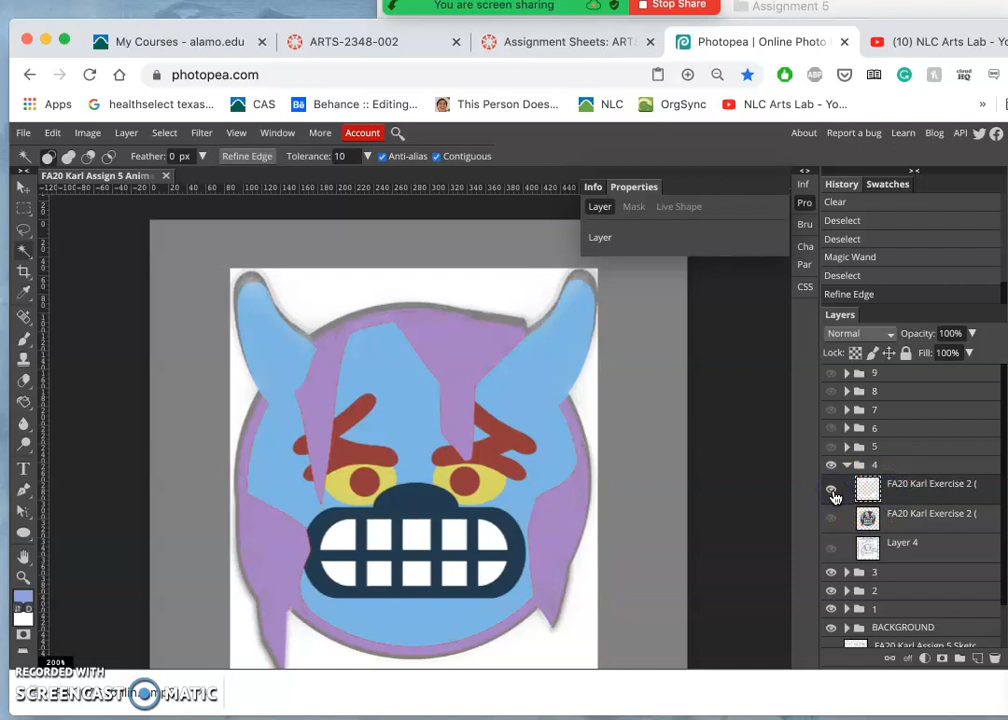 You are screen sharing
Stop Share
Assignment 5
My Courses - alamo.edu
ARTS-2348-002
Assignment Sheets: ART
Photopea | Online Photo
(10) NLC Arts Lab - Yo
photopea.com
ABP
cloud HQ
Apps
healthselect texas...
CAS
Behance :: Editing...
This Person Does...
NLC
OrgSync
NLC Arts Lab - Yo...
»
File Edit Image Layer Select Filter View Window More Account
About Report a bug Learn Blog API
Feather: 0 px Refine Edge Tolerance: 10 Anti-alias Contiguous
FA20 Karl Assign 5 Anima
Info Properties
Layer Mask Live Shape
Layer
Inf
Pro
Bru
Cha
Par
CSS
History Swatches
Clear
Deselect
Deselect
Magic Wand
Deselect
Refine Edge
Layers
Normal Opacity: 100%
Lock: Fill: 100%
9
8
7
6
5
4
FA20 Karl Exercise 2 (
FA20 Karl Exercise 2 (
Layer 4
3
2
1
BACKGROUND
FA20 Karl Assign 5 Sketc
off
200%
RECORDED WITH
SCREENCAST MATIC